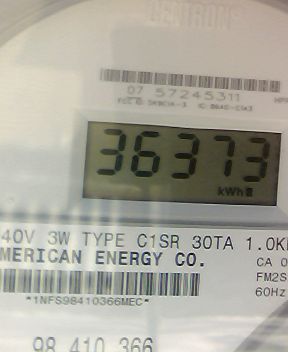 07 57245311
36373
kWh
40V 3W TYPE C1SR 30TA 1.0K
MERICAN ENERGY CO.
CA 0
FM2S
60Hz
*1NFS98410366MEC*
98 410 366